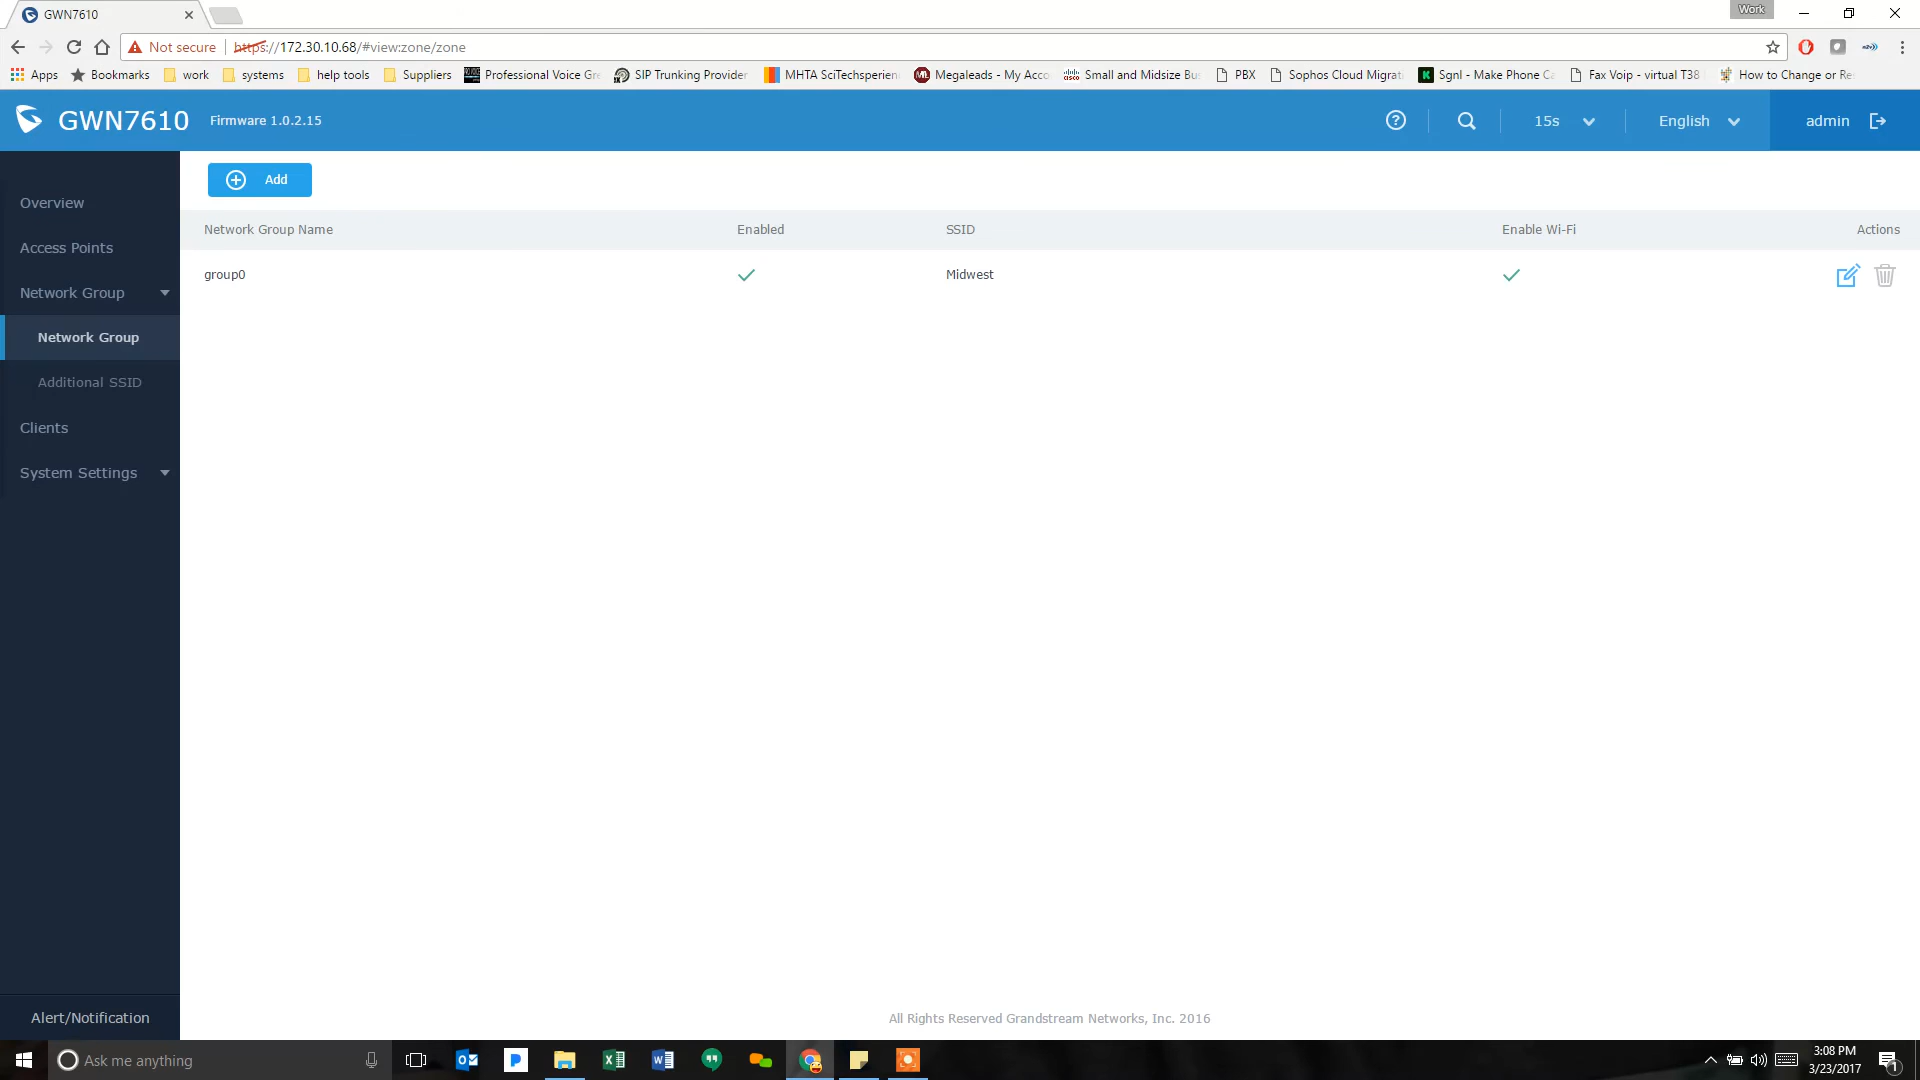 GWN7610
Work
Not secure https://172.30.10.68/#view:zone/zone
Apps Bookmarks work systems help tools Suppliers Professional Voice Gre SIP Trunking Provider MHTA SciTechsperien Megaleads - My Acco Small and Midsize Bus PBX Sophos Cloud Migrati Sgnl - Make Phone Ca Fax Voip - virtual T38 How to Change or Re
GWN7610 Firmware 1.0.2.15 15s English admin
Add
Overview
Access Points
Network Group
Network Group
Additional SSID
Clients
System Settings
Alert/Notification
Network Group Name Enabled SSID Enable Wi-Fi Actions
group0 Midwest
All Rights Reserved Grandstream Networks, Inc. 2016
Ask me anything
3:08 PM
3/23/2017
1